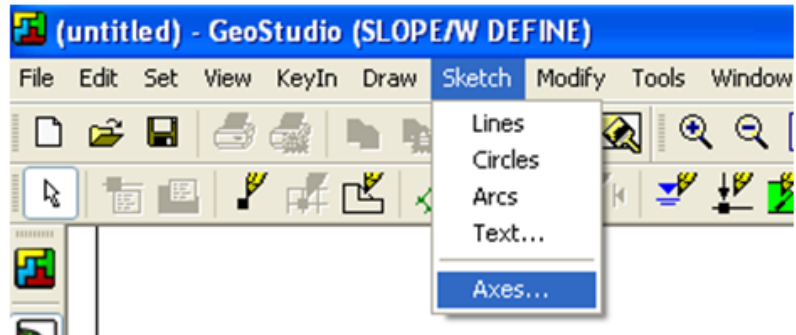 (untitled) - GeoStudio (SLOPE/W DEFINE)
File Edit Set View KeyIn Draw Sketch Modify Tools Window
Lines
Circles
Arcs
Text...
Axes...